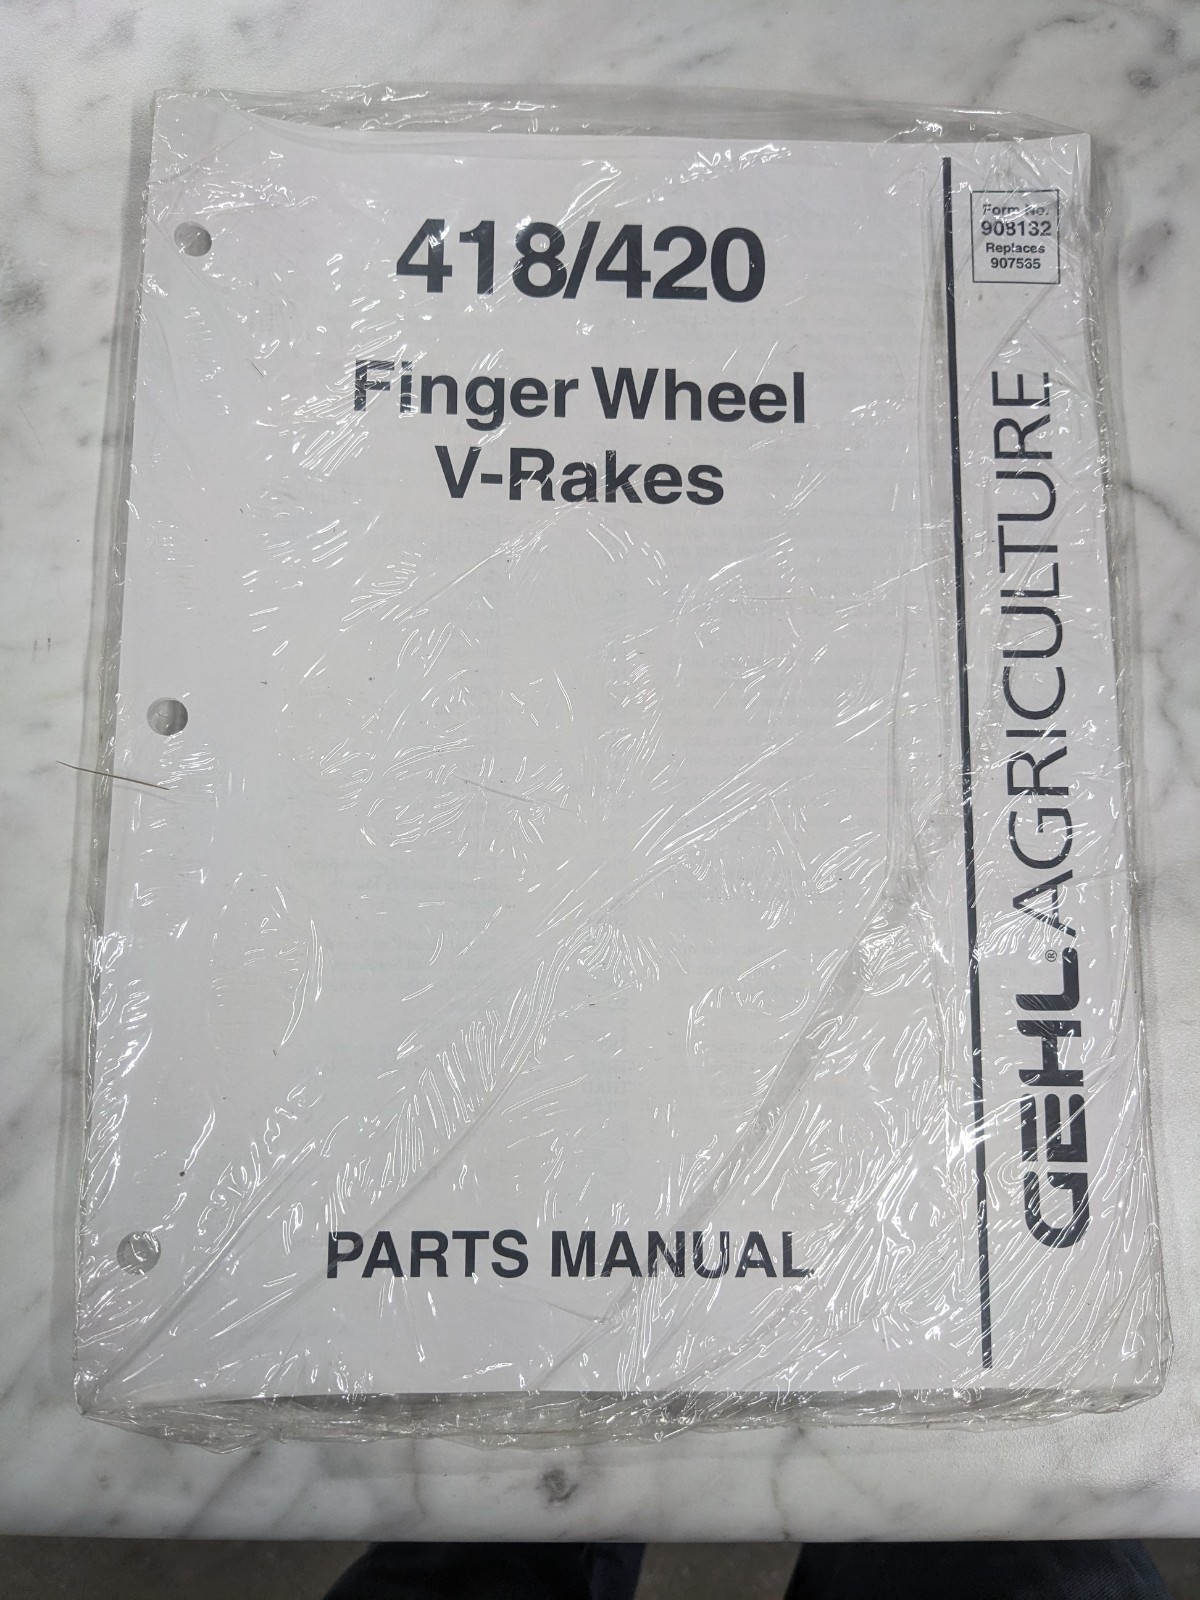 418/420
Finger Wheel
V-Rakes
PARTS MANUAL
Form No.
908132
Replaces
907535
GEHL® AGRICULTURE